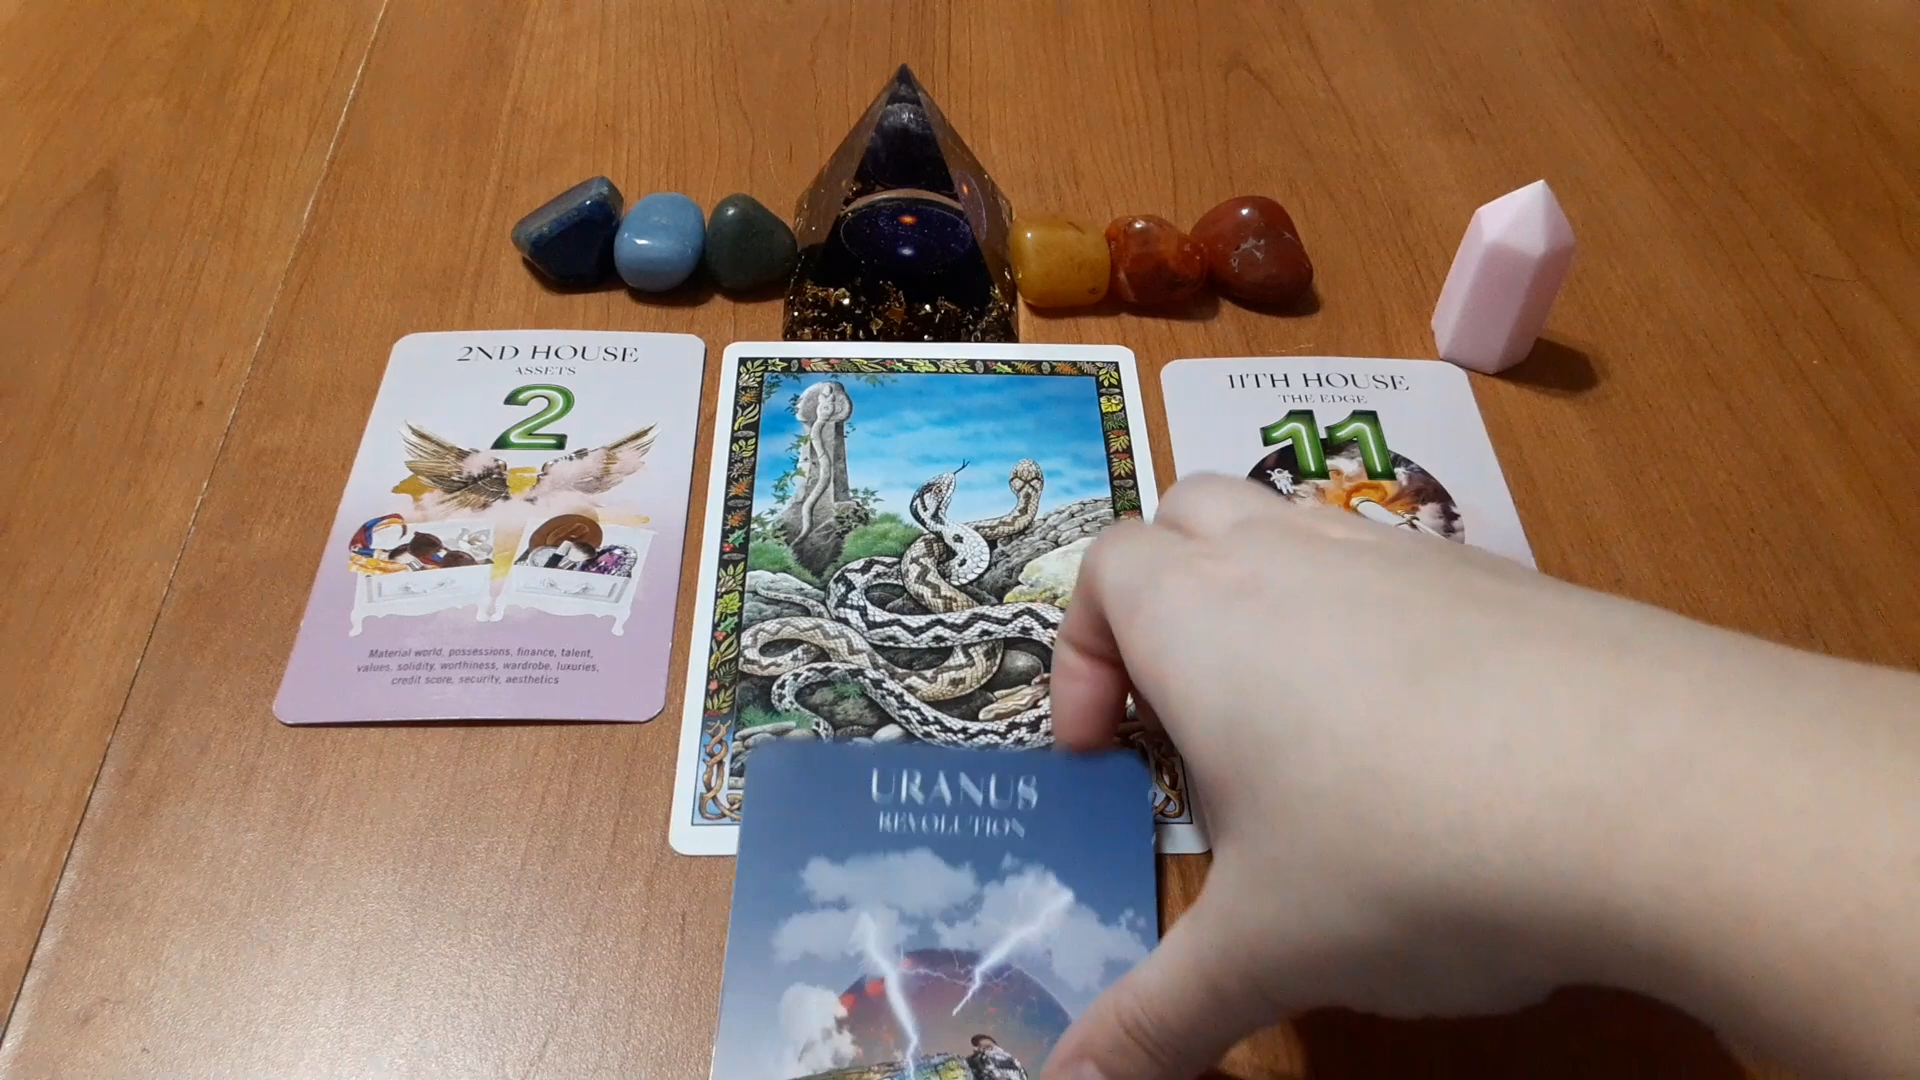 2ND HOUSE
ASSETS
2
Material world, possessions, finance, talent,
values, solidity, worthiness, wardrobe, luxuries,
credit score, security, aesthetics
11TH HOUSE
THE EDGE
11
URANUS
REVOLUTION